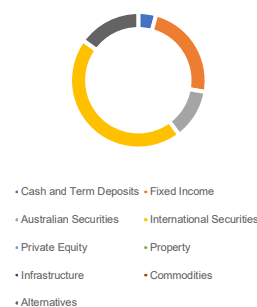 Cash and Term Deposits Fixed Income
Australian Securities International Securities
Private Equity Property
Infrastructure Commodities
Alternatives